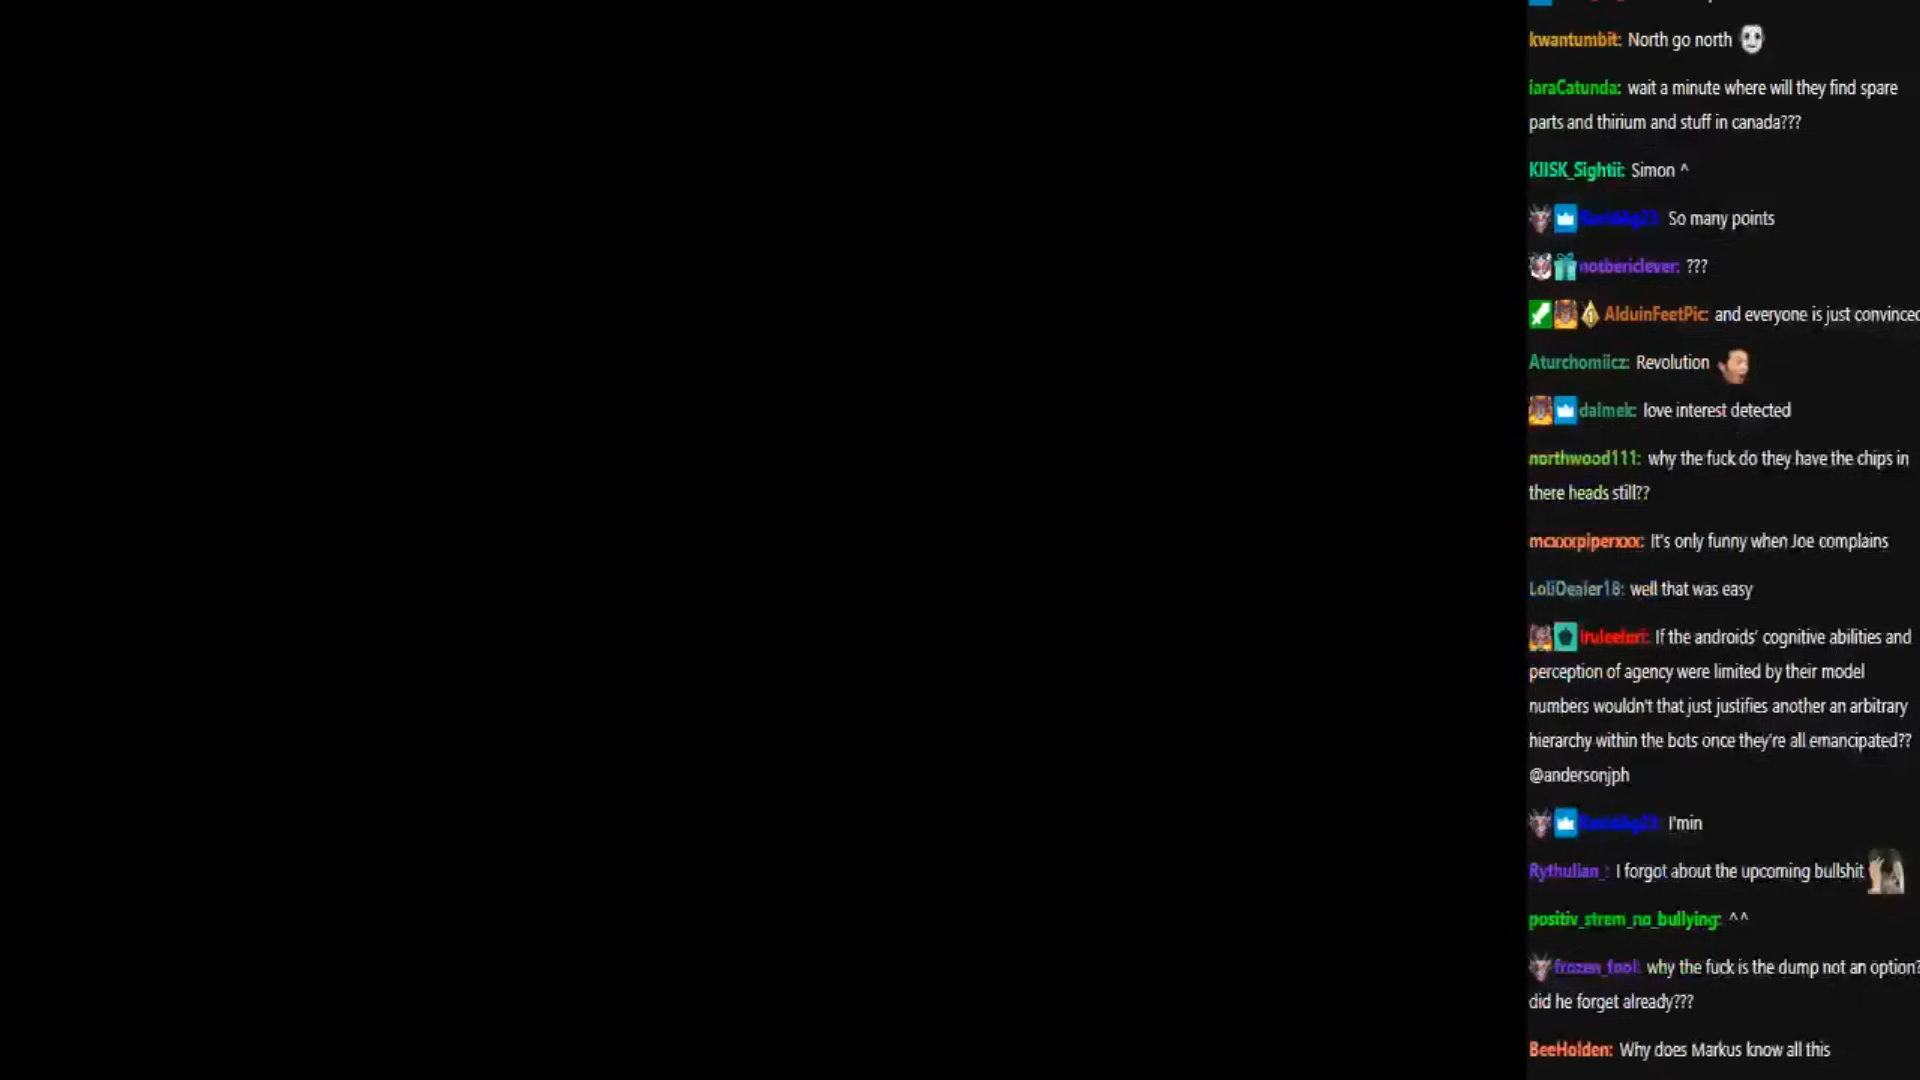 kwantumbit: North go north
iaraCatunda: wait a minute where will they find spare
parts and thirium and stuff in canada???
KIISK_Sightii: Simon ^
So many points
notbericlever: ???
AlduinFeetPic: and everyone is just convinced
Aturchomiicz: Revolution
dalmek: love interest detected
northwood111: why the fuck do they have the chips in
there heads still??
mcxxxpiperxxx: It's only funny when Joe complains
LoliDealer18: well that was easy
If the androids' cognitive abilities and
perception of agency were limited by their model
numbers wouldn't that just justifies another an arbitrary
hierarchy within the bots once they're all emancipated??
@andersonjph
I'min
Rythulian_: I forgot about the upcoming bullshit
positiv_strem_no_bullying: ^^
frozen_fool: why the fuck is the dump not an option?
did he forget already???
BeeHolden: Why does Markus know all this